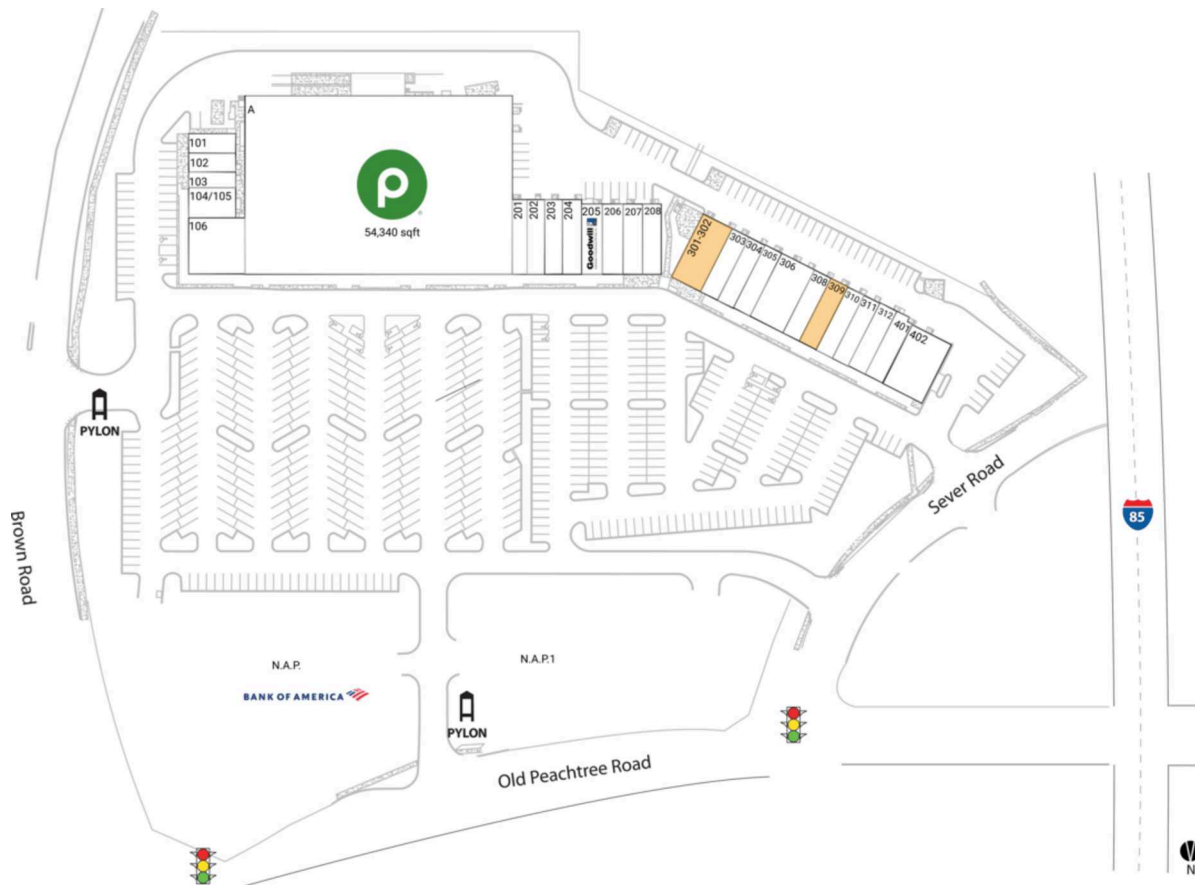 A
101
102
103
104/105
106
p
54,340 sqft
201
202
203
204
205
Goodwill
206
207
208
301-302
303
304
305
306
308
309
310
311
312
401
402
PYLON
Brown Road
Sever Road
85
N.A.P.
N.A.P.1
BANK OF AMERICA
PYLON
Old Peachtree Road
N